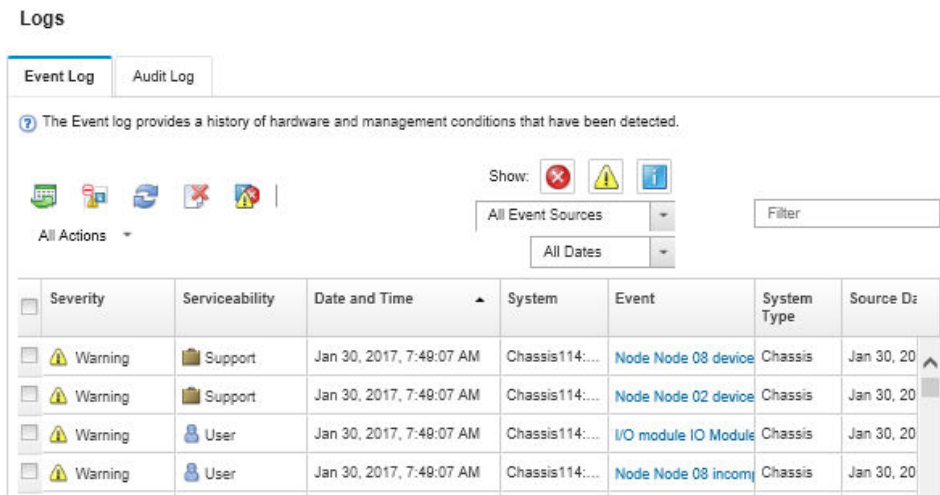 Logs
Event Log Audit Log
? The Event log provides a history of hardware and management conditions that have been detected.
Show:
All Event Sources
Filter
All Actions
All Dates
Severity Serviceability Date and Time System Event System Type Source Da
Warning Support Jan 30, 2017, 7:49:07 AM Chassis114:... Node Node 08 device Chassis Jan 30, 20
Warning Support Jan 30, 2017, 7:49:07 AM Chassis114:... Node Node 02 device Chassis Jan 30, 20
Warning User Jan 30, 2017, 7:49:07 AM Chassis114:... I/O module IO Module Chassis Jan 30, 20
Warning User Jan 30, 2017, 7:49:07 AM Chassis114:... Node Node 08 incomp Chassis Jan 30, 20